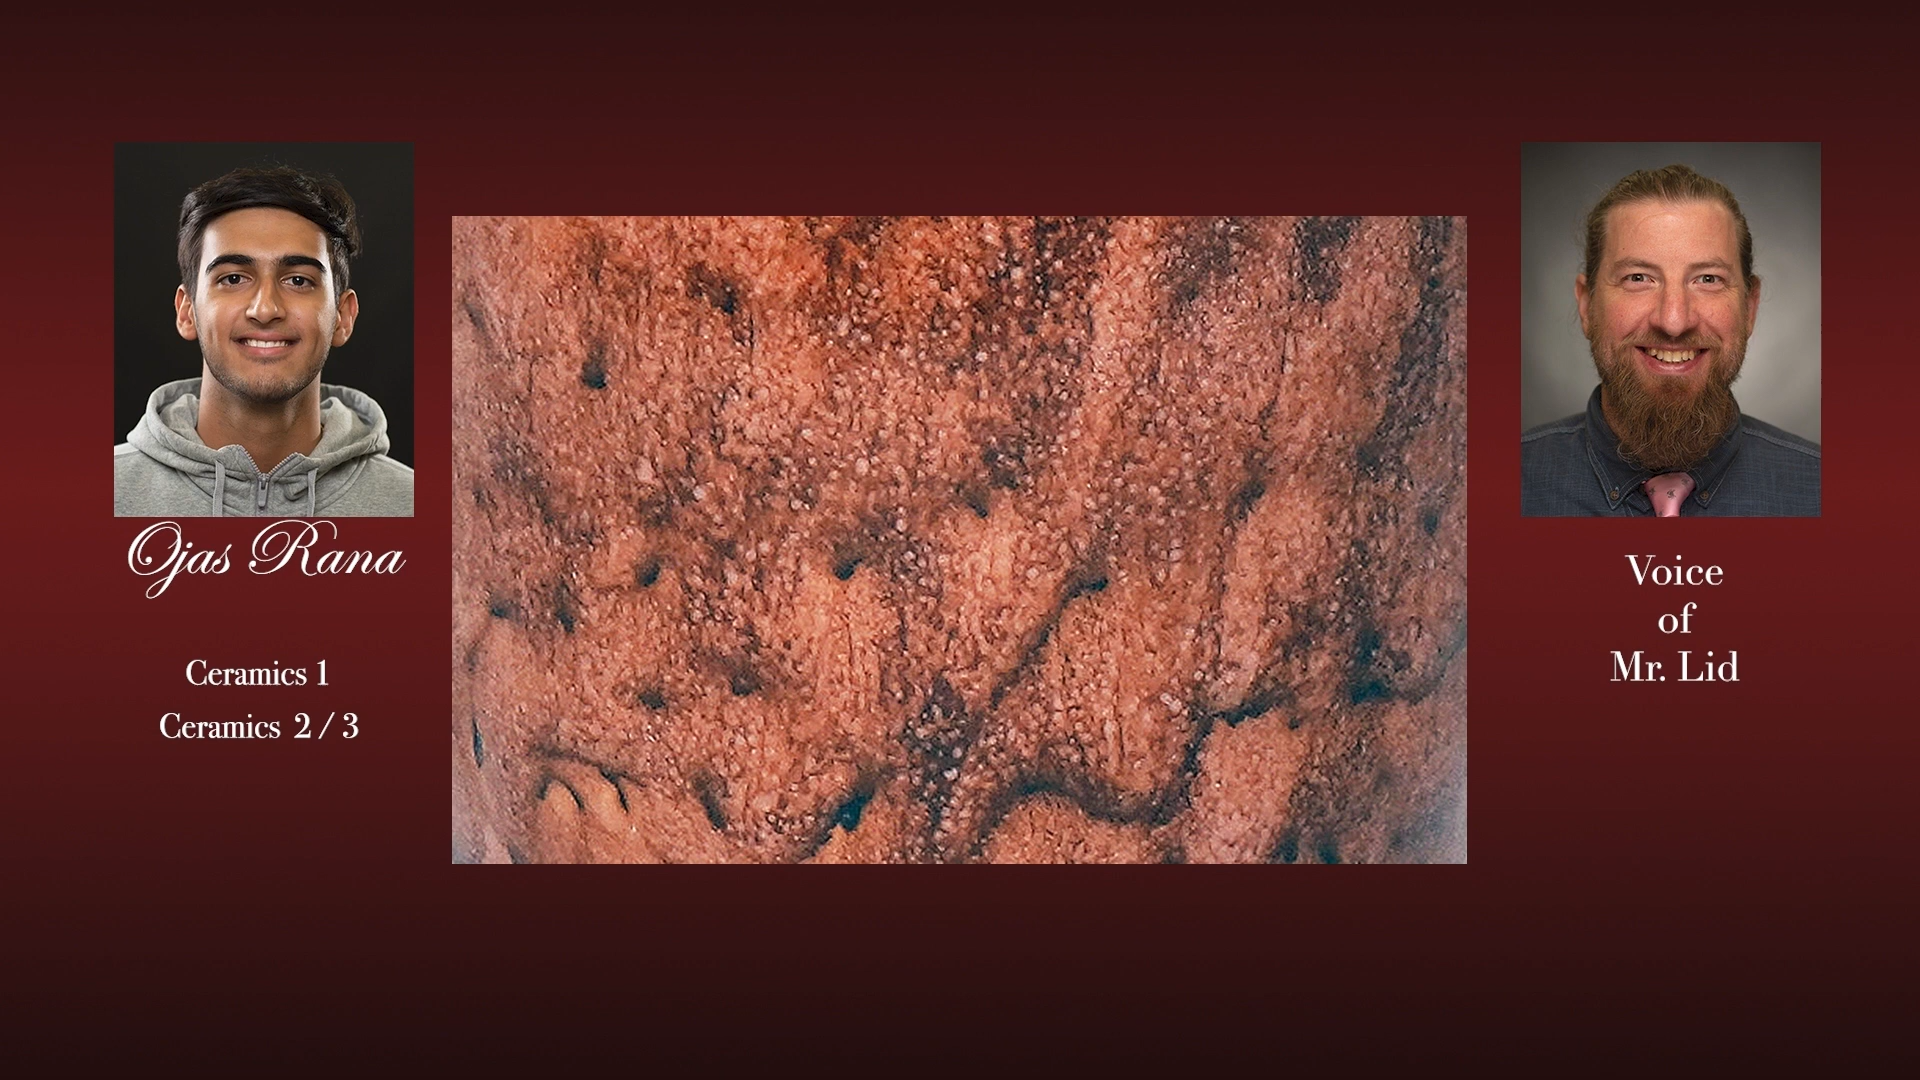 Ojas Rana
Ceramics 1
Ceramics 2 / 3
Voice
of
Mr. Lid